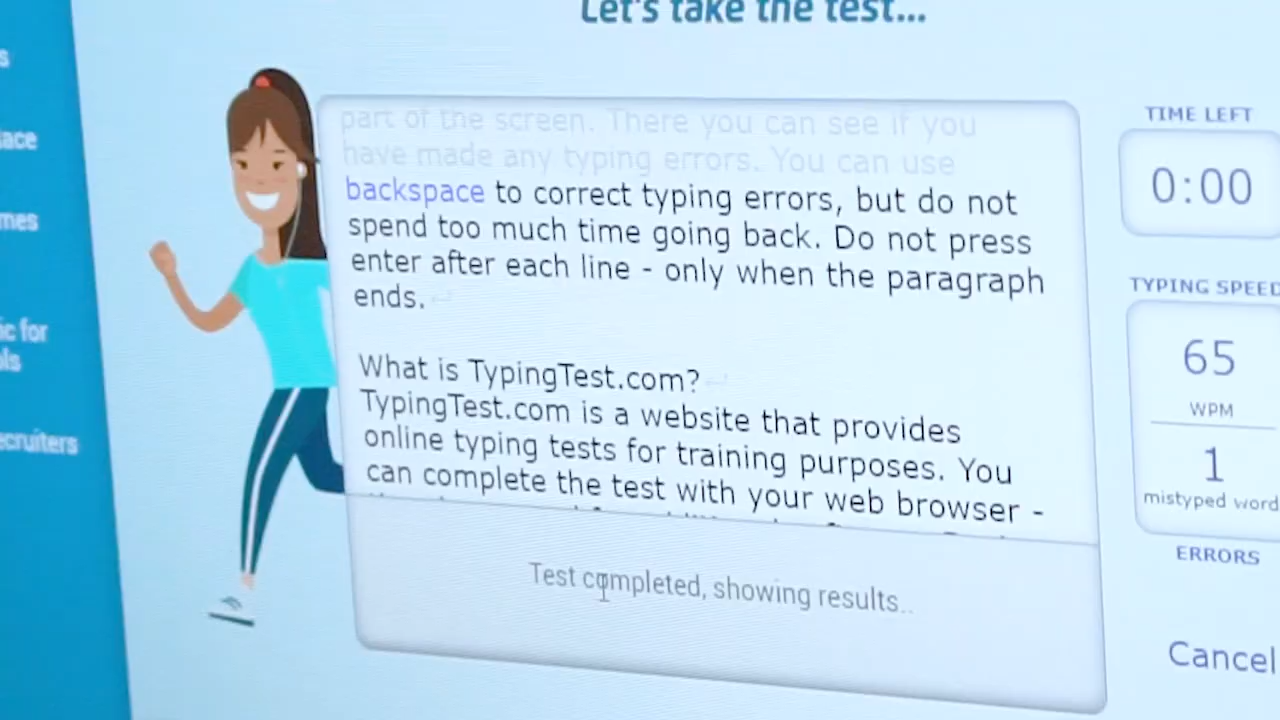 Let's take the test...
part of the screen. There you can see if you
have made any typing errors. You can use
backspace to correct typing errors, but do not
spend too much time going back. Do not press
enter after each line - only when the paragraph
ends.
What is TypingTest.com?
TypingTest.com is a website that provides
online typing tests for training purposes. You
can complete the test with your web browser -
Test completed, showing results..
TIME LEFT
0:00
TYPING SPEED
65
WPM
1
mistyped word
ERRORS
Cancel